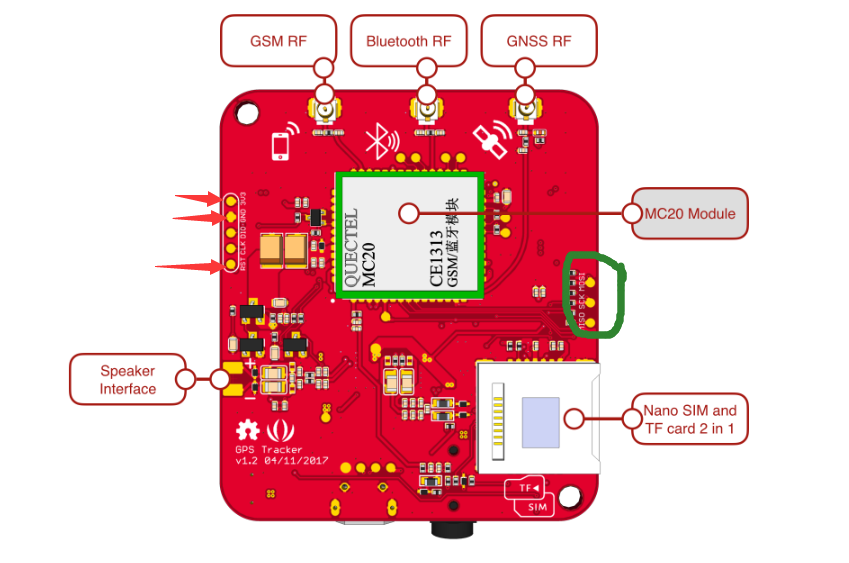 GSM RF
Bluetooth RF
GNSS RF
RST CLK DIO GND 3V3
QUECTEL
MC20
CE1313
GSM/蓝牙模块
MC20 Module
MISO SCK MOSI
Speaker
Interface
+
-
Nano SIM and
TF card 2 in 1
GPS Tracker
v1.2 04/11/2017
TF
SIM